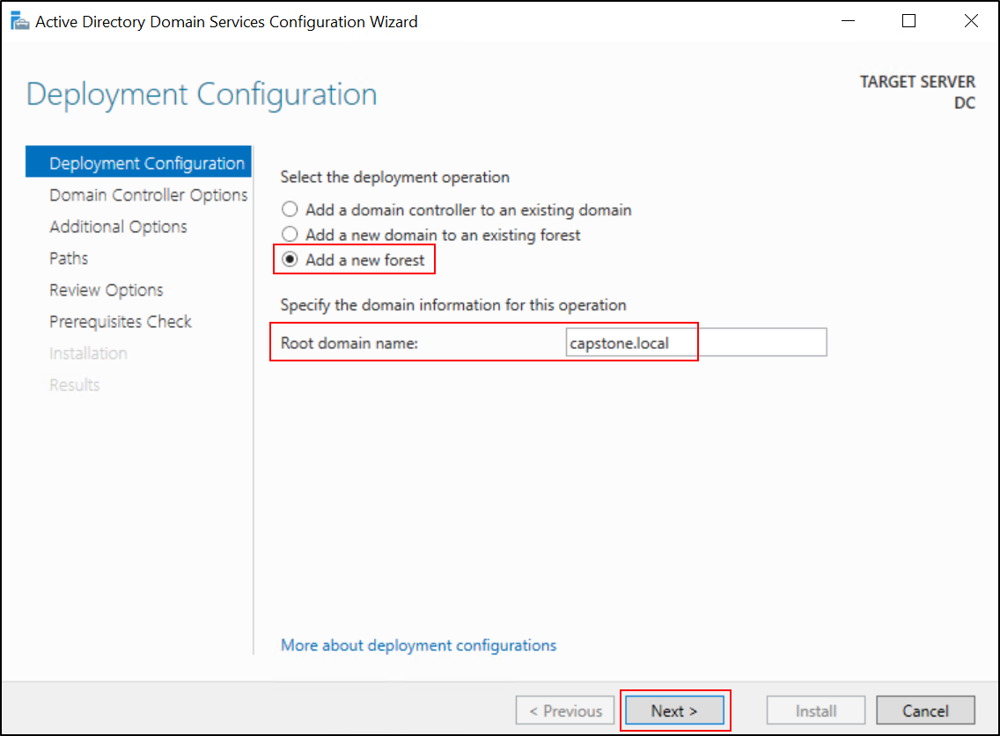 Active Directory Domain Services Configuration Wizard
Deployment Configuration
TARGET SERVER
DC
Deployment Configuration
Domain Controller Options
Additional Options
Paths
Review Options
Prerequisites Check
Installation
Results
Select the deployment operation
Add a domain controller to an existing domain
Add a new domain to an existing forest
Add a new forest
Specify the domain information for this operation
Root domain name: capstone.local
More about deployment configurations
< Previous Next > Install Cancel